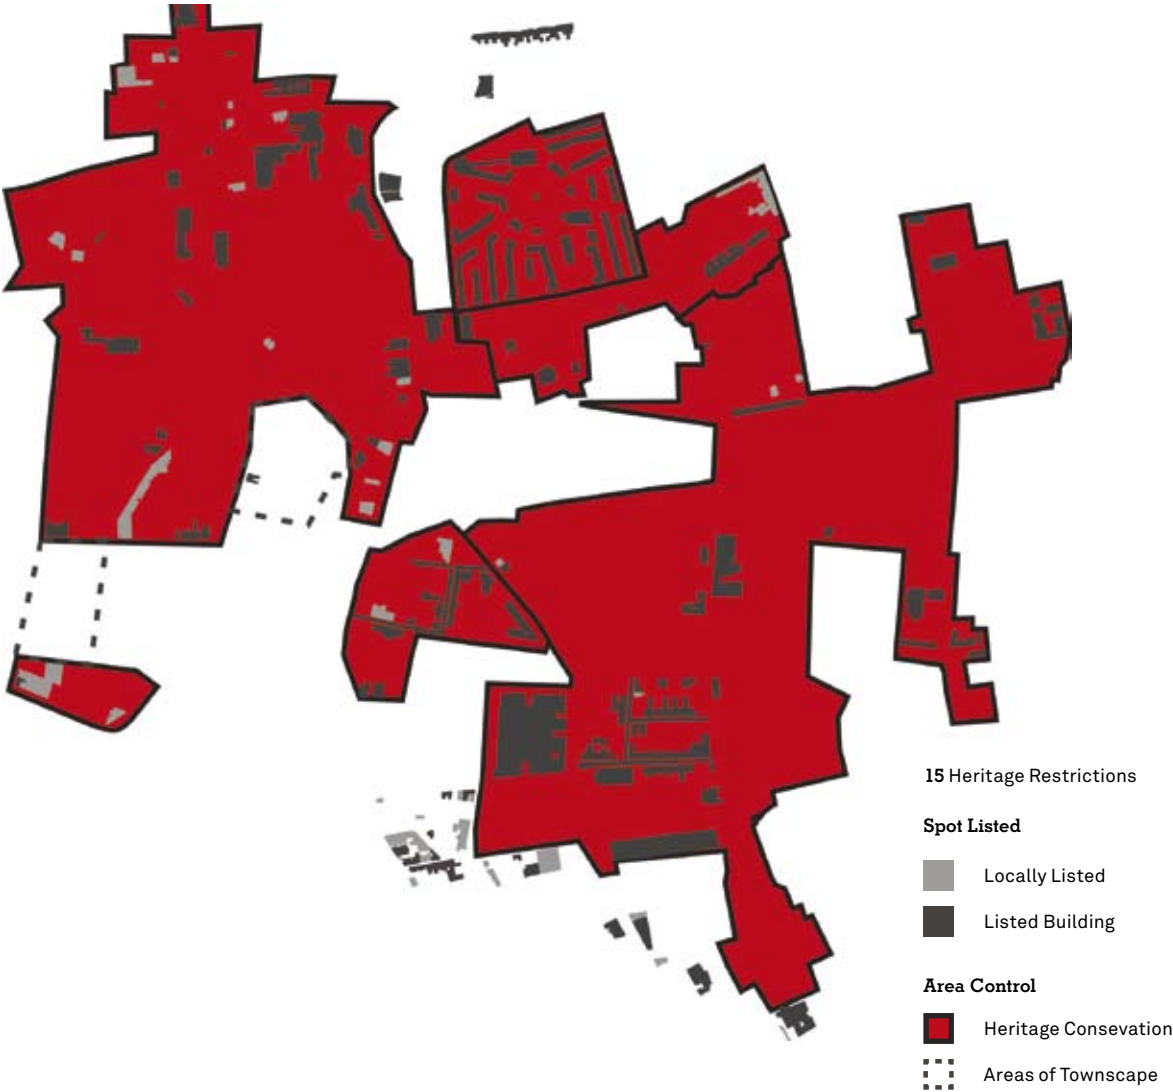 15 Heritage Restrictions
Spot Listed
Locally Listed
Listed Building
Area Control
Heritage Consevation
Areas of Townscape